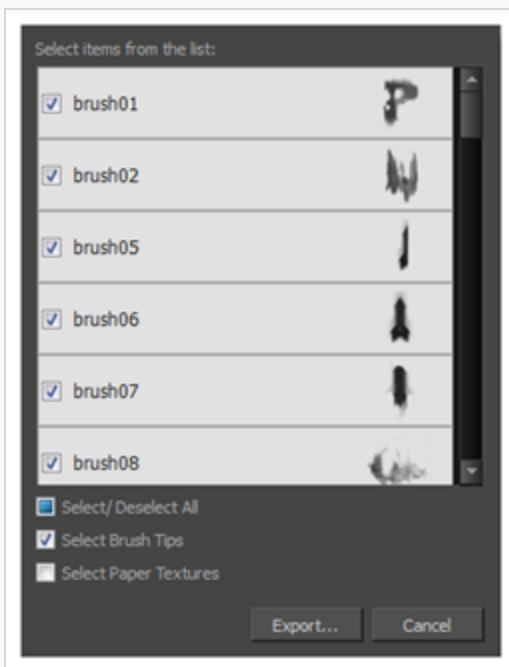 Select items from the list:
brush01
brush02
brush05
brush06
brush07
brush08
Select/ Deselect All
Select Brush Tips
Select Paper Textures
Export... Cancel